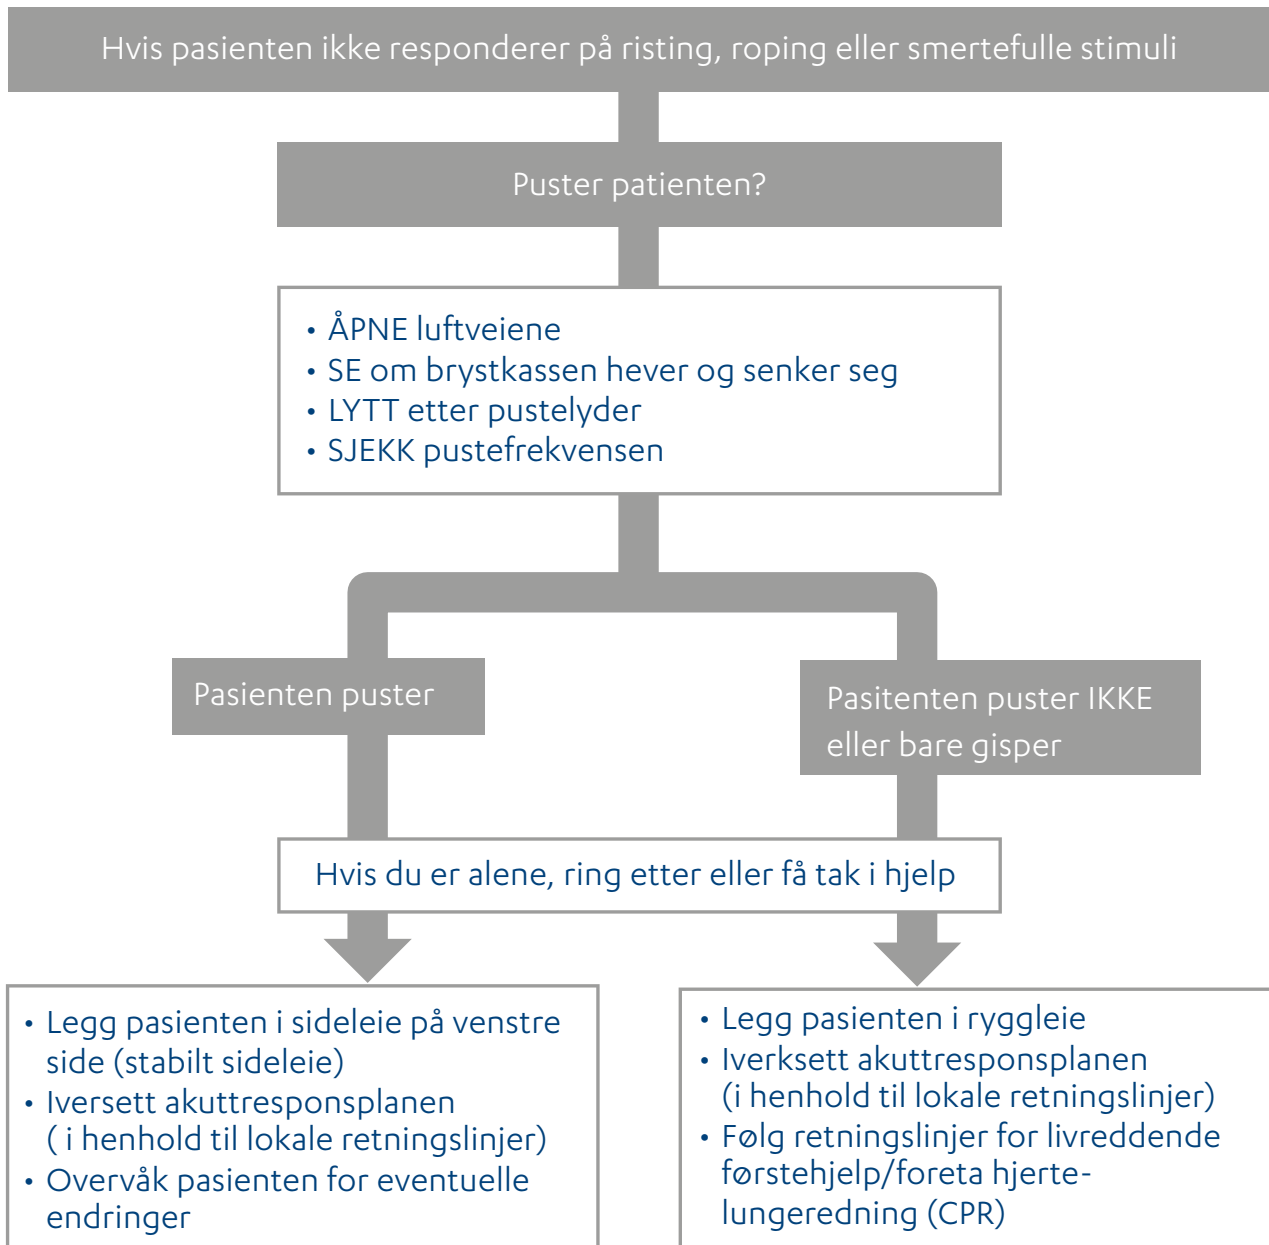 Hvis pasienten ikke responderer på risting, roping eller smertefulle stimuli
Puster patienten?
• ÅPNE luftveiene
• SE om brystkassen hever og senker seg
• LYTT etter pustelyder
• SJEKK pustefrekvensen
Pasienten puster
Pasitenten puster IKKE
eller bare gisper
Hvis du er alene, ring etter eller få tak i hjelp
• Legg pasienten i sideleie på venstre
side (stabilt sideleie)
• Iversett akuttresponsplanen
( i henhold til lokale retningslinjer)
• Overvåk pasienten for eventuelle
endringer
• Legg pasienten i ryggleie
• Iverksett akuttresponsplanen
(i henhold til lokale retningslinjer)
• Følg retningslinjer for livreddende
førstehjelp/foreta hjerte-
lungeredning (CPR)